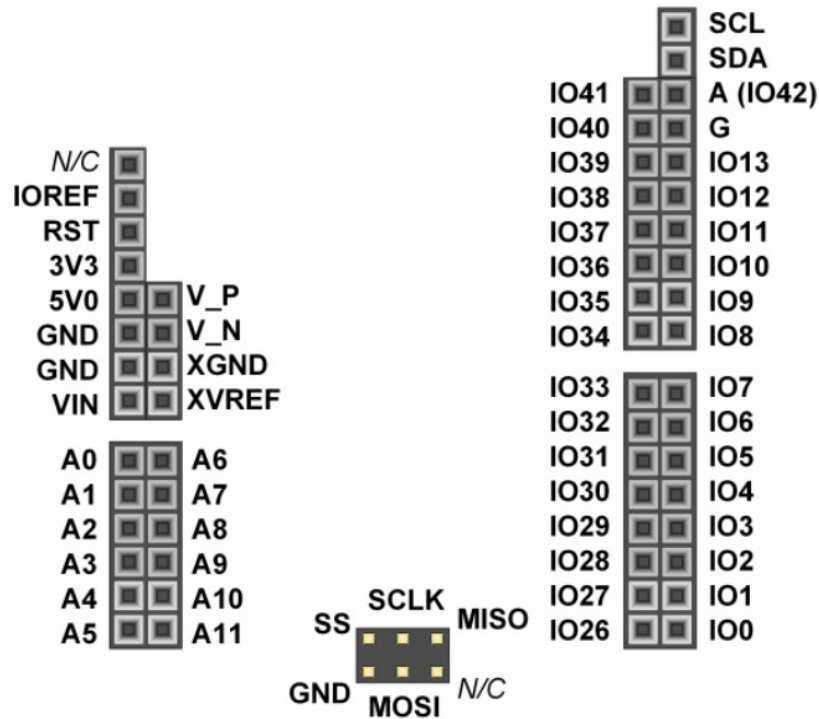 SCL
SDA
IO41 A (IO42)
IO40 G
IO39 IO13
N/C
IO38 IO12
IOREF
IO37 IO11
RST
IO36 IO10
3V3
5V0 V_P
IO35 IO9
GND V_N
IO34 IO8
GND XGND
IO33 IO7
VIN XVREF
IO32 IO6
A0 A6
IO31 IO5
A1 A7
IO30 IO4
A2 A8
IO29 IO3
A3 A9
IO28 IO2
A4 A10
IO27 IO1
SCLK
SS MISO
A5 A11
IO26 IO0
GND MOSI N/C